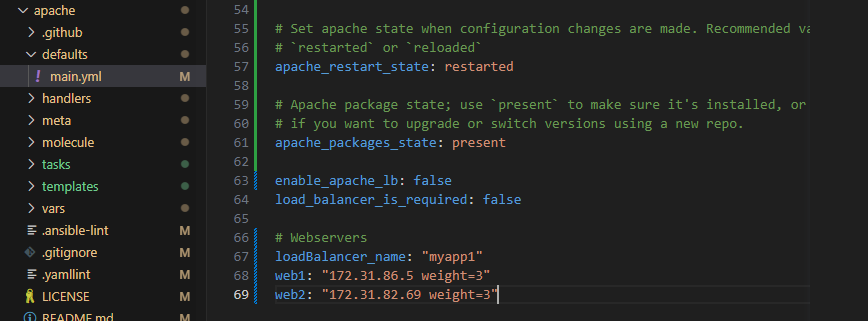 apache
.github
defaults
! main.yml M
handlers
meta
molecule
tasks
templates
vars
.ansible-lint M
.gitignore M
.yamllint M
LICENSE M
README.md M
54
55 # Set apache state when configuration changes are made. Recommended va
56 # `restarted` or `reloaded`
57 apache_restart_state: restarted
58
59 # Apache package state; use `present` to make sure it's installed, or
60 # if you want to upgrade or switch versions using a new repo.
61 apache_packages_state: present
62
63 enable_apache_lb: false
64 load_balancer_is_required: false
65
66 # Webservers
67 loadBalancer_name: "myapp1"
68 web1: "172.31.86.5 weight=3"
69 web2: "172.31.82.69 weight=3"